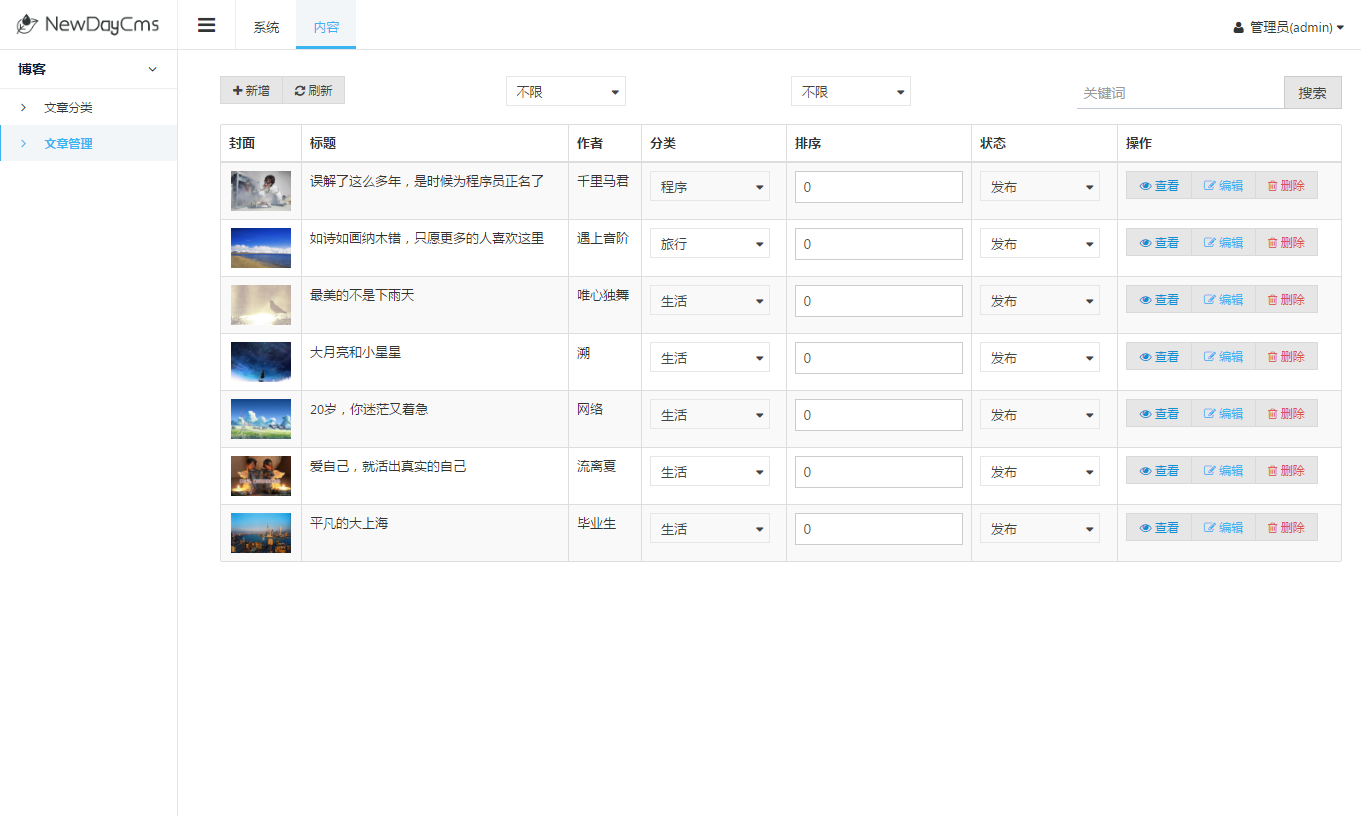 NewDayCms
系统
内容
管理员(admin)
博客
文章分类
文章管理
新增
刷新
不限
不限
关键词
搜索
封面 标题 作者 分类 排序 状态 操作
误解了这么多年，是时候为程序员正名了 千里马君 程序 0 发布 查看 编辑 删除
如诗如画纳木错，只愿更多的人喜欢这里 遇上音阶 旅行 0 发布 查看 编辑 删除
最美的不是下雨天 唯心独舞 生活 0 发布 查看 编辑 删除
大月亮和小星星 溯 生活 0 发布 查看 编辑 删除
20岁，你迷茫又着急 网络 生活 0 发布 查看 编辑 删除
爱自己，就活出真实的自己 流离夏 生活 0 发布 查看 编辑 删除
平凡的大上海 毕业生 生活 0 发布 查看 编辑 删除